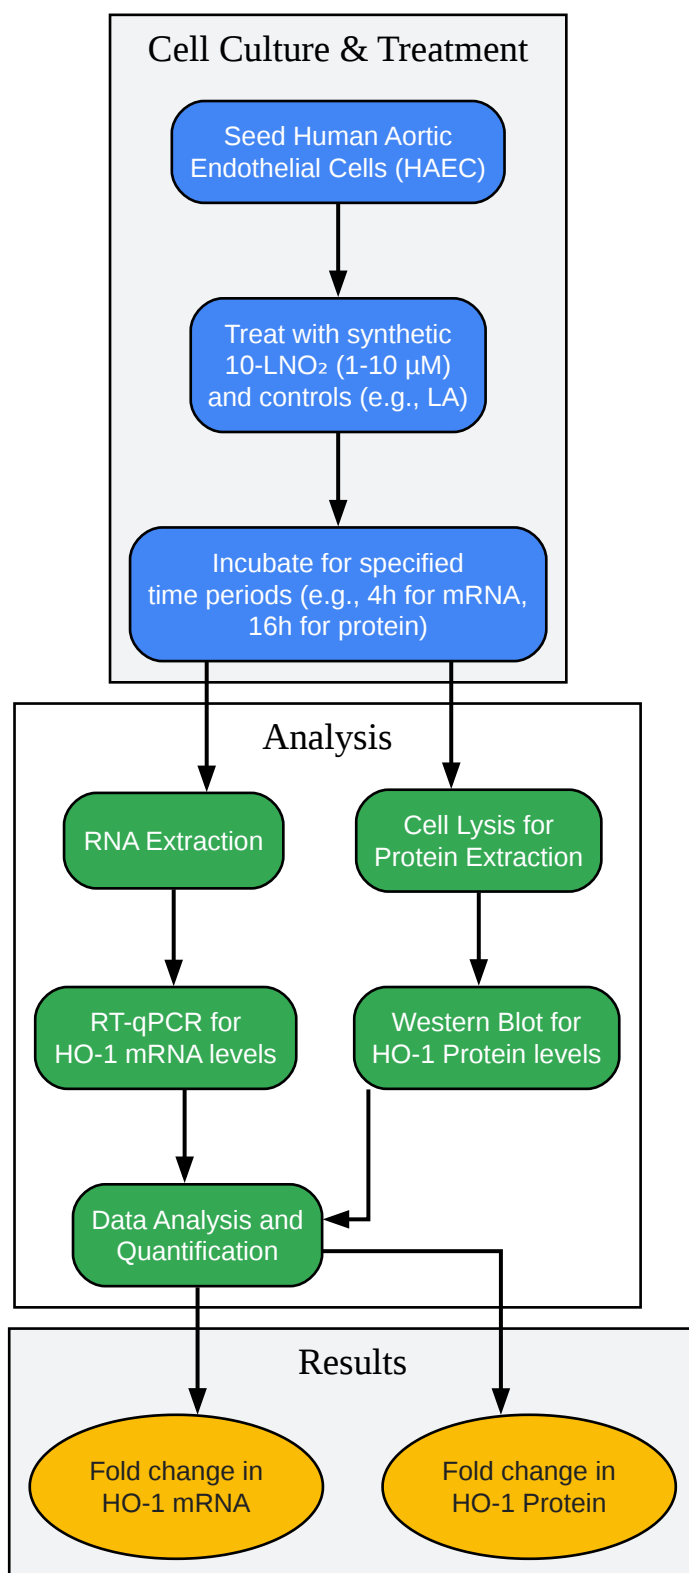 Cell Culture & Treatment
Seed Human Aortic
Endothelial Cells (HAEC)
Treat with synthetic
10-LNO₂ (1-10 µM)
and controls (e.g., LA)
Incubate for specified
time periods (e.g., 4h for mRNA,
16h for protein)
Analysis
RNA Extraction
Cell Lysis for
Protein Extraction
RT-qPCR for
HO-1 mRNA levels
Western Blot for
HO-1 Protein levels
Data Analysis and
Quantification
Results
Fold change in
HO-1 mRNA
Fold change in
HO-1 Protein